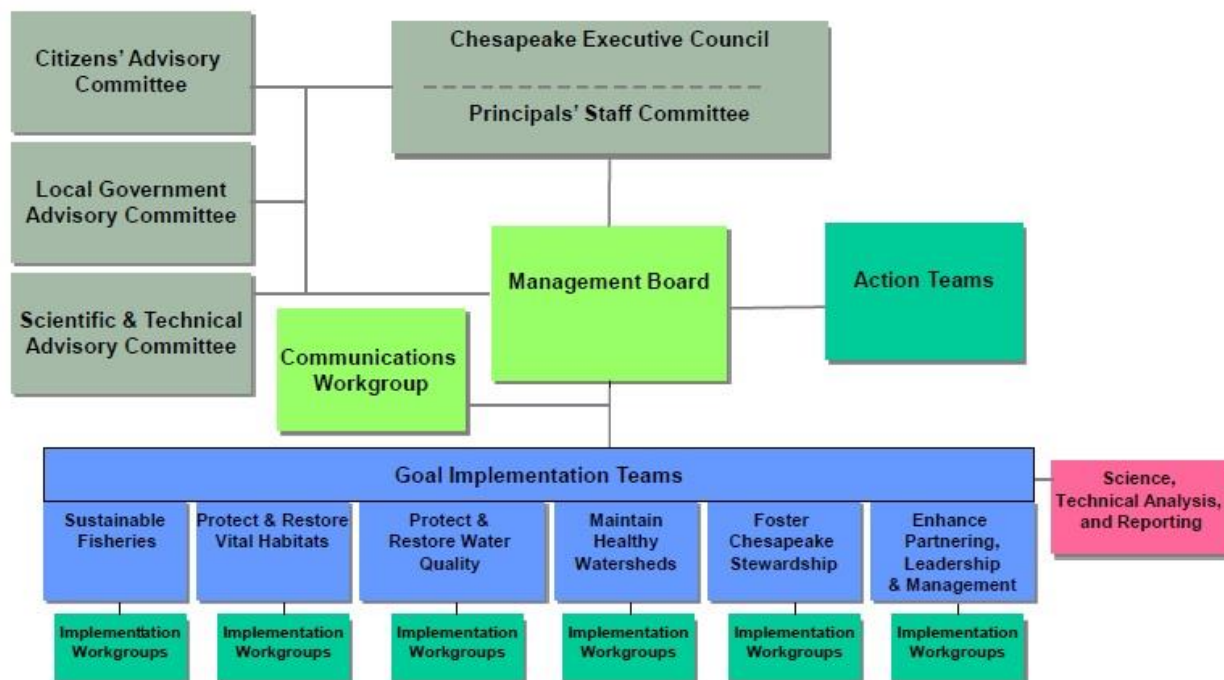 Citizens' Advisory
Committee
Chesapeake Executive Council
Principals' Staff Committee
Local Government
Advisory Committee
Scientific & Technical
Advisory Committee
Management Board
Action Teams
Communications
Workgroup
Goal Implementation Teams
Science,
Technical Analysis,
and Reporting
Sustainable
Fisheries
Protect & Restore
Vital Habitats
Protect &
Restore Water
Quality
Maintain
Healthy
Watersheds
Foster
Chesapeake
Stewardship
Enhance
Partnering,
Leadership
& Management
Implementation
Workgroups
Implementation
Workgroups
Implementation
Workgroups
Implementation
Workgroups
Implementation
Workgroups
Implementation
Workgroups